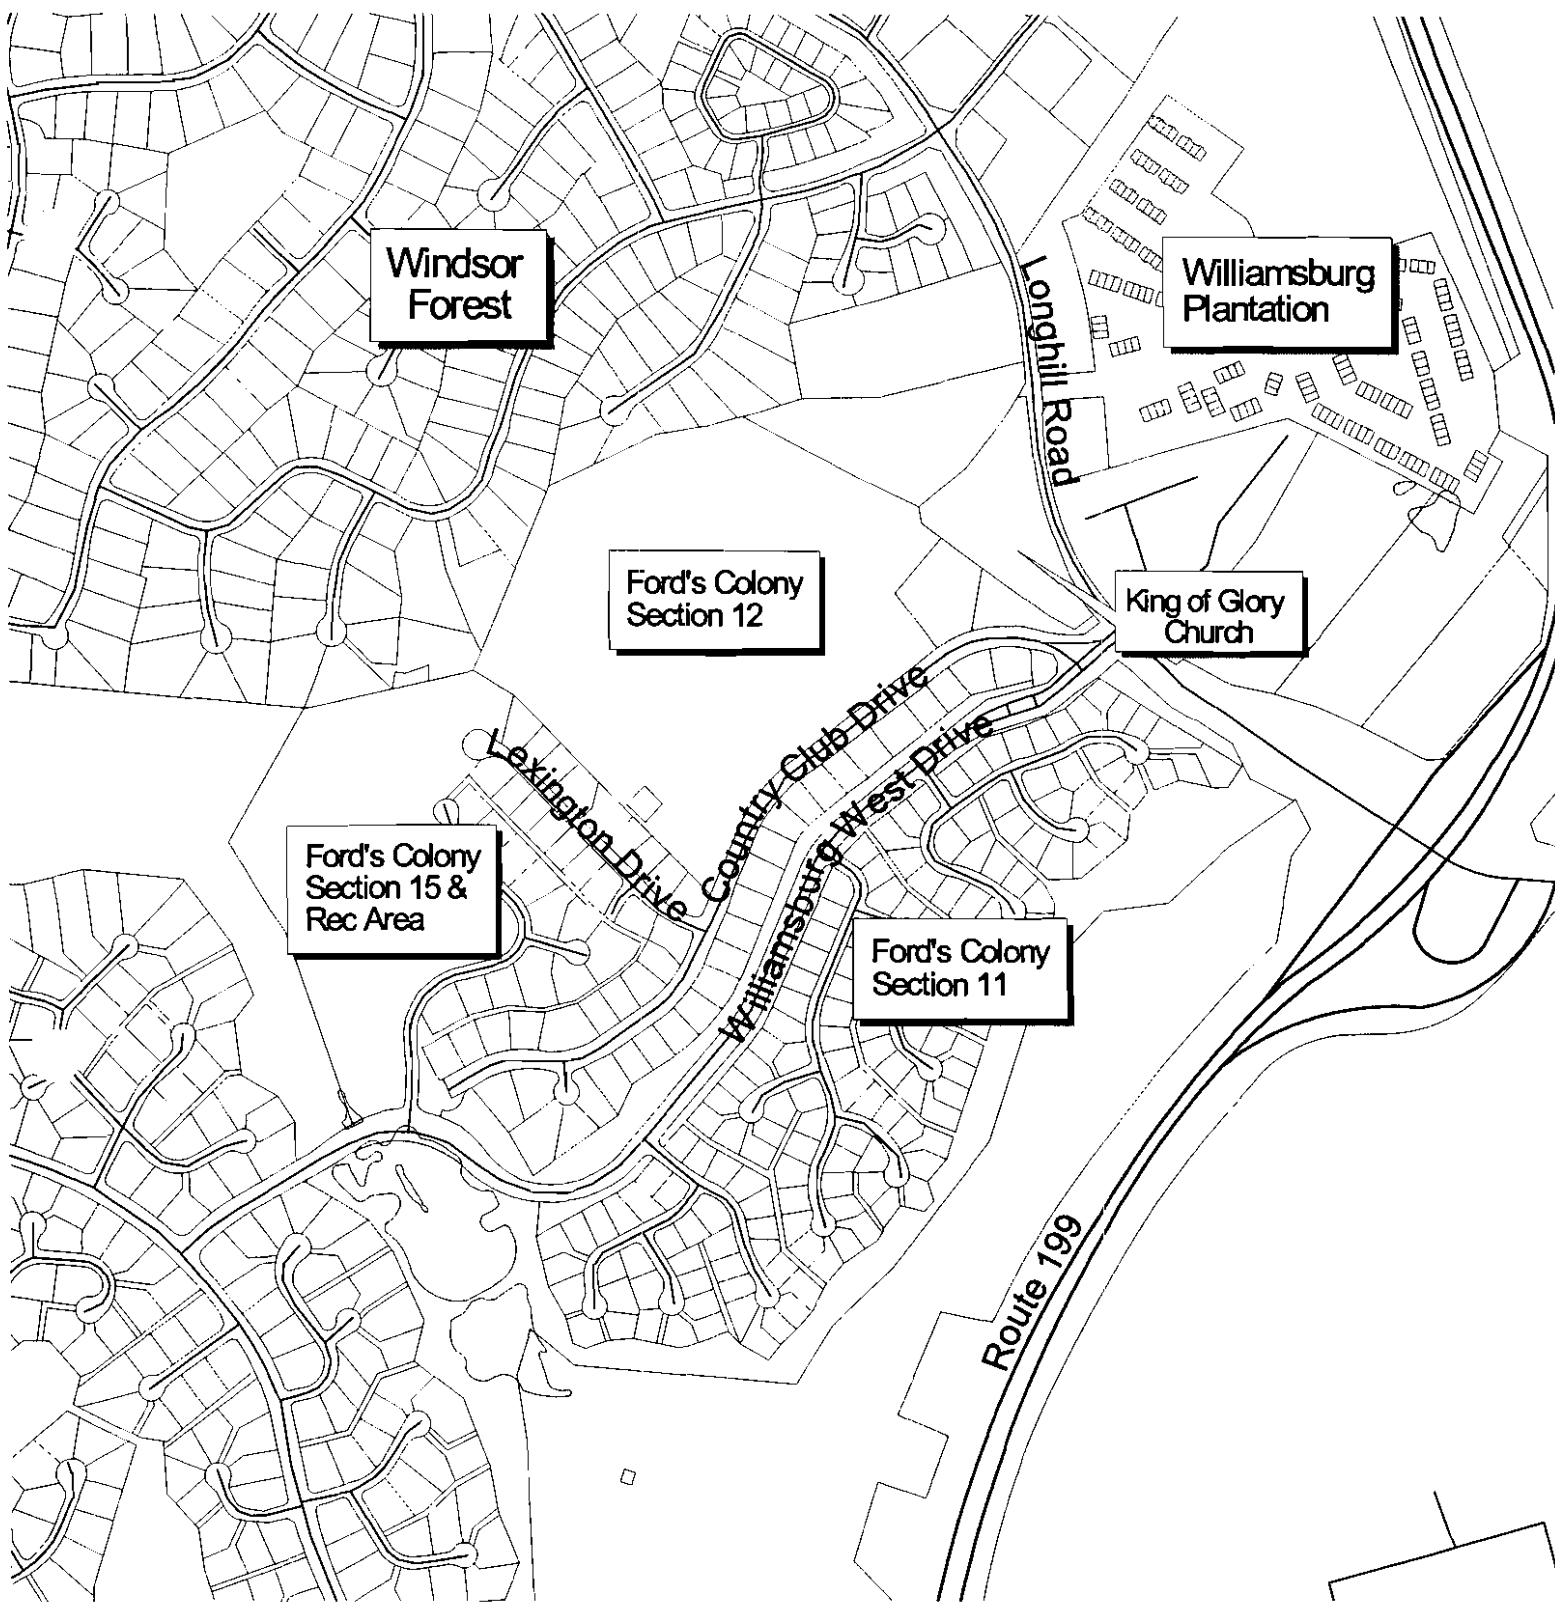 Windsor
Forest
Williamsburg
Plantation
Longhill Road
Ford's Colony
Section 12
King of Glory
Church
Lexington Drive
Country Club Drive
Williamsburg West Drive
Ford's Colony
Section 15 &
Rec Area
Ford's Colony
Section 11
Route 199